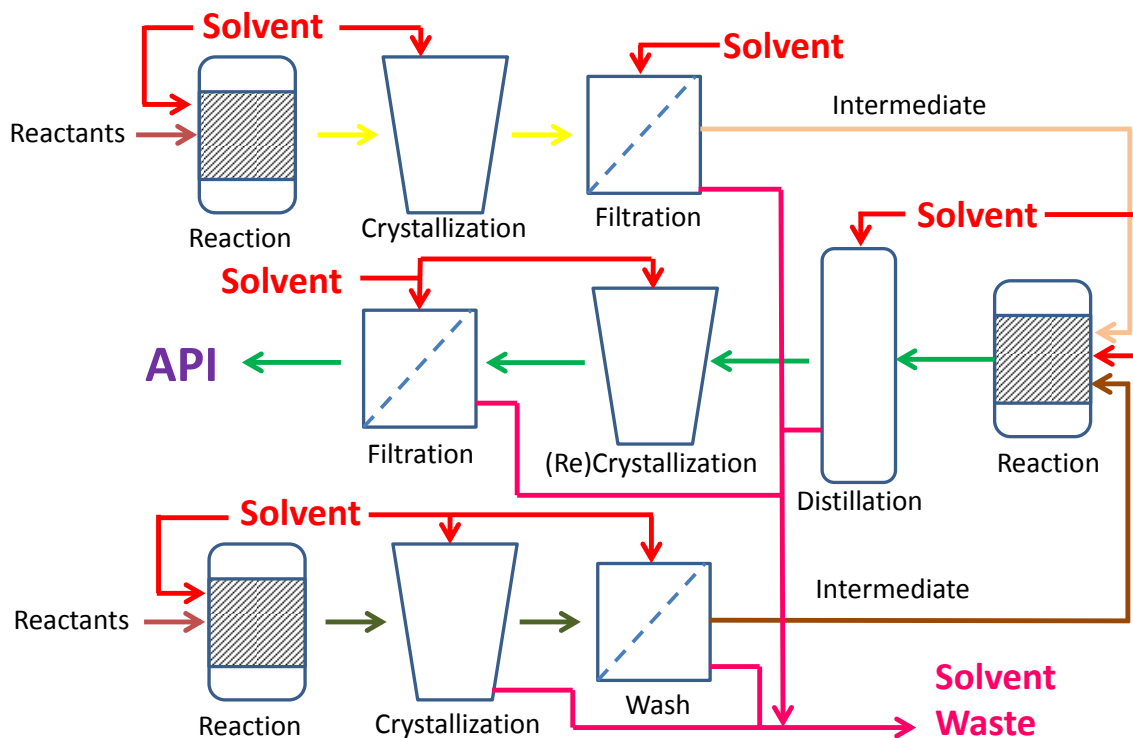 Solvent
Solvent
Intermediate
Reactants
Reaction
Crystallization
Filtration
Solvent
Solvent
API
Filtration
(Re)Crystallization
Distillation
Reaction
Solvent
Intermediate
Reactants
Reaction
Crystallization
Wash
Solvent
Waste